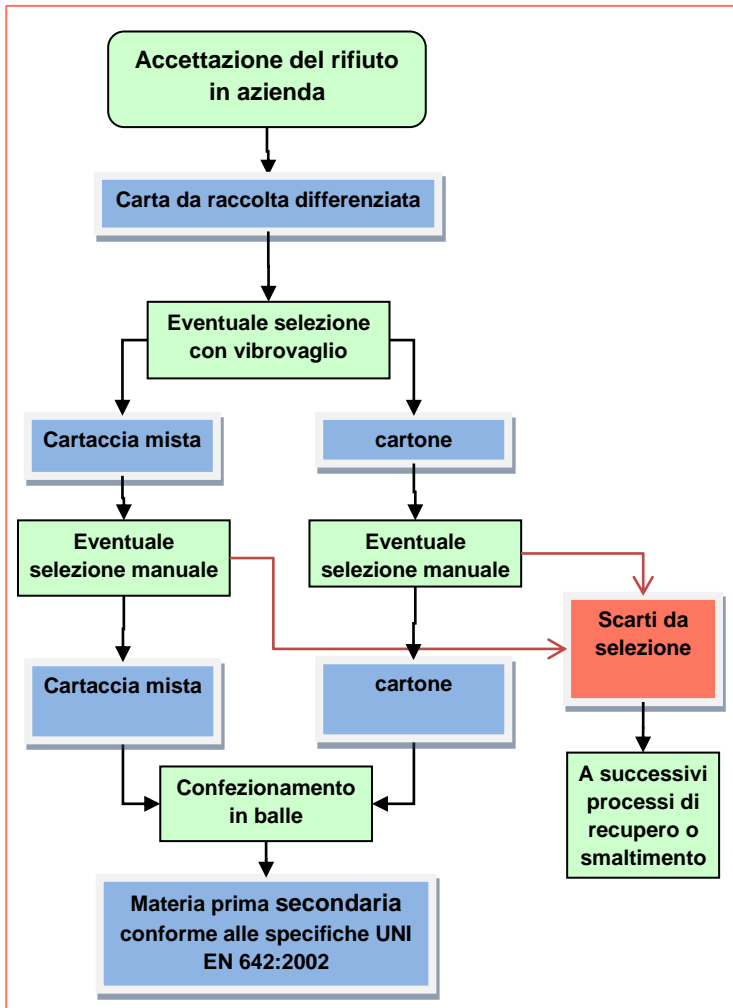 Accettazione del rifiuto
in azienda
Carta da raccolta differenziata
Eventuale selezione
con vibrovaglio
Cartaccia mista
cartone
Eventuale
selezione manuale
Eventuale
selezione manuale
Scarti da
selezione
Cartaccia mista
cartone
Confezionamento
in balle
A successivi
processi di
recupero o
smaltimento
Materia prima secondaria
conforme alle specifiche UNI
EN 642:2002